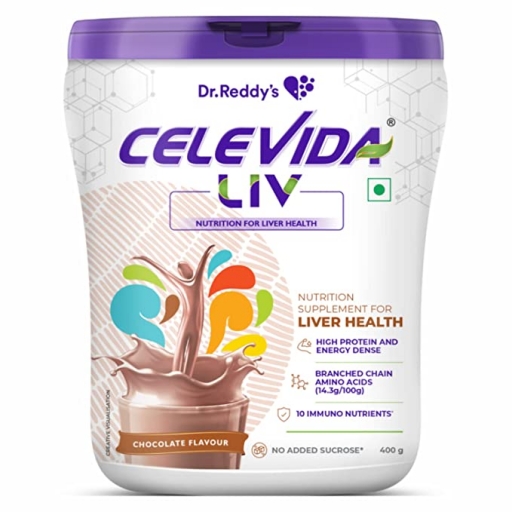 Dr.Reddy's
CELEVIDA®
LIV
NUTRITION FOR LIVER HEALTH
NUTRITION
SUPPLEMENT FOR
LIVER HEALTH
HIGH PROTEIN AND
ENERGY DENSE
BRANCHED CHAIN
AMINO ACIDS
(14.3g/100g)
10 IMMUNO NUTRIENTS*
CHOCOLATE FLAVOUR
NO ADDED SUCROSE*
400 g
CREATIVE VISUALISATION